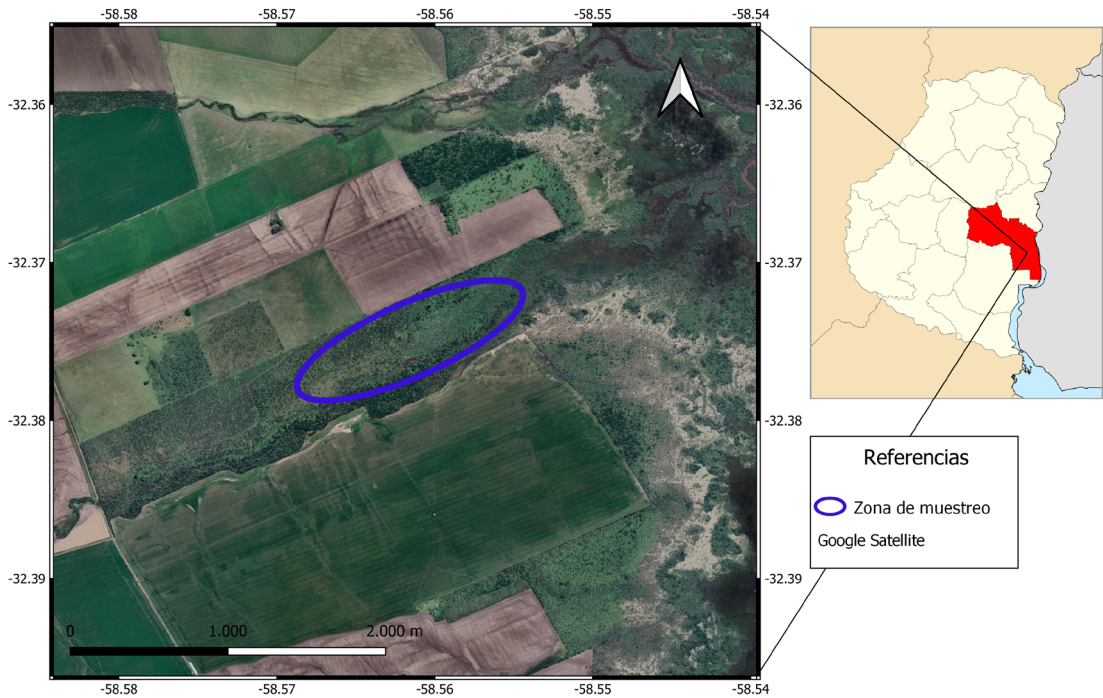 -58.58 -58.57 -58.56 -58.55 -58.54
-32.36 -32.36
-32.37 -32.37
-32.38 -32.38
Referencias
Zona de muestreo
Google Satellite
-32.39 -32.39
0 1.000 2.000 m
-58.58 -58.57 -58.56 -58.55 -58.54